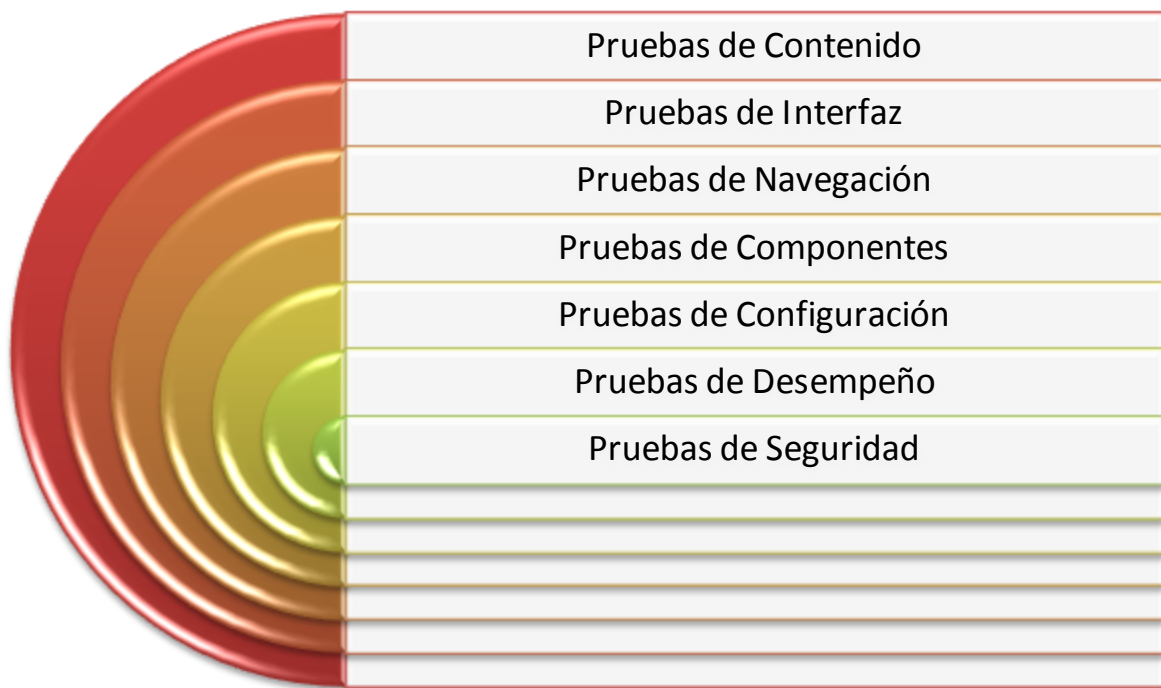 Pruebas de Contenido
Pruebas de Interfaz
Pruebas de Navegación
Pruebas de Componentes
Pruebas de Configuración
Pruebas de Desempeño
Pruebas de Seguridad